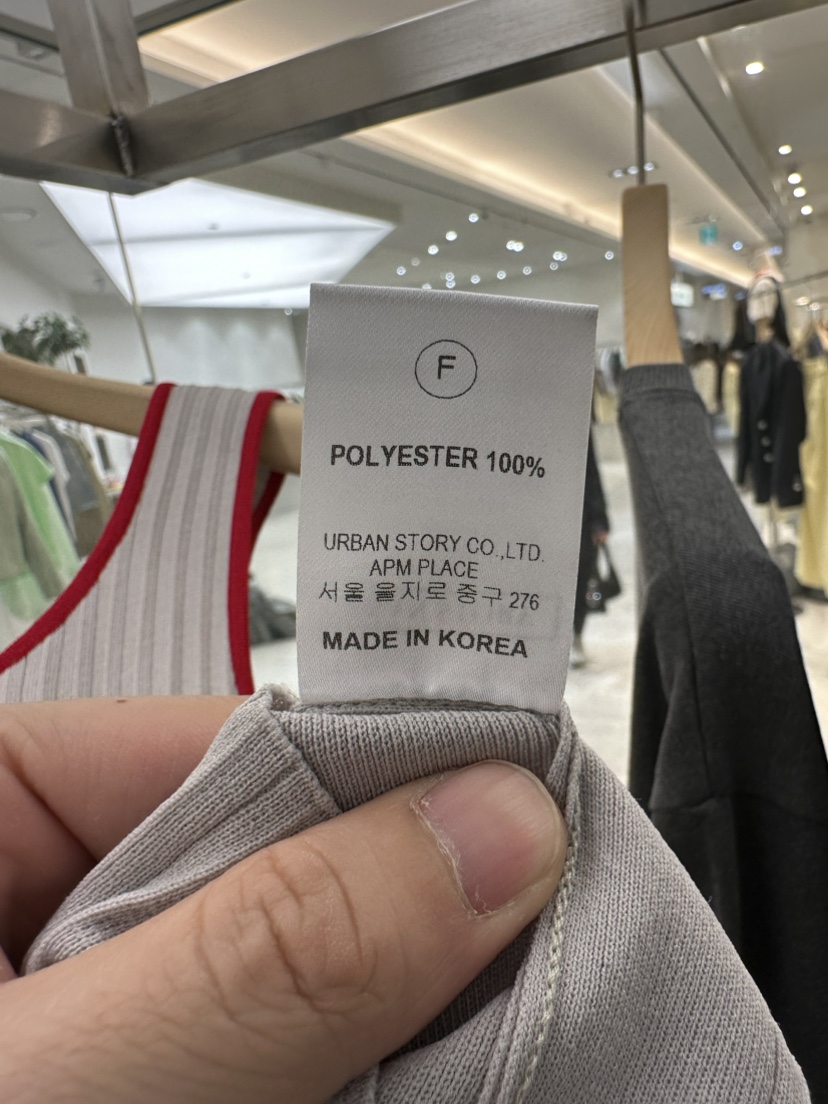 F
POLYESTER 100%
URBAN STORY CO.,LTD.
APM PLACE
서울 을지로 중구 276
MADE IN KOREA